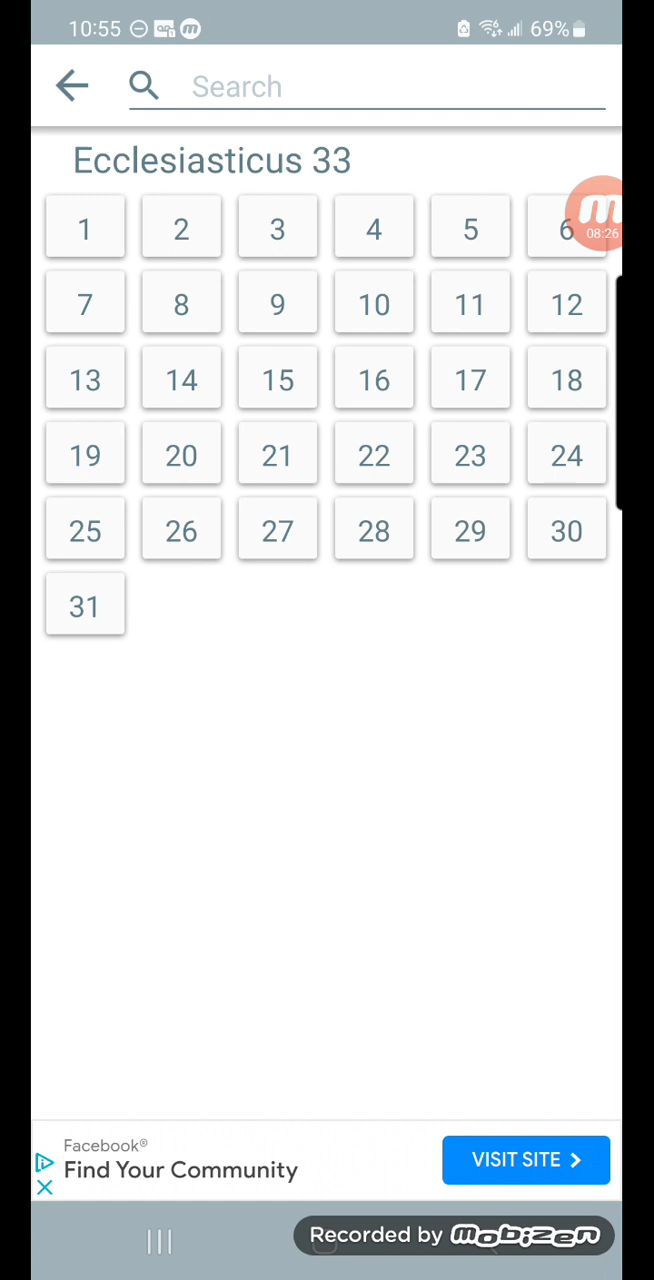 10:55 69%
Search
Ecclesiasticus 33
1 2 3 4 5 6
08:26
7 8 9 10 11 12
13 14 15 16 17 18
19 20 21 22 23 24
25 26 27 28 29 30
31
Facebook®
Find Your Community
VISIT SITE >
Recorded by mobizen